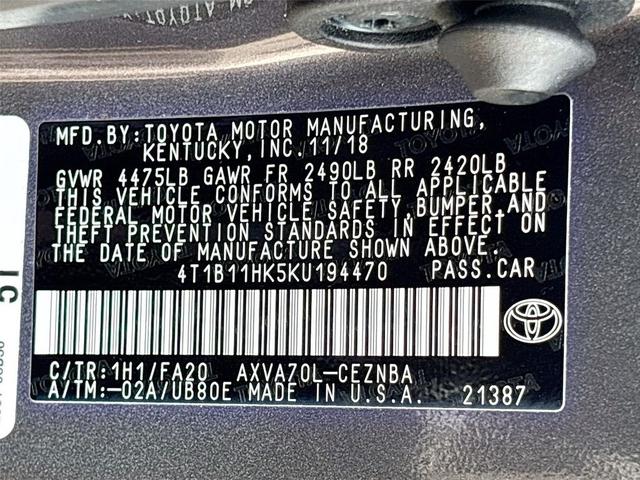 MFD.BY:TOYOTA MOTOR MANUFACTURING,
KENTUCKY,INC.11/18
GVWR 4475LB GAWR FR 2490LB RR 2420LB
THIS VEHICLE CONFORMS TO ALL APPLICABLE
FEDERAL MOTOR VEHICLE SAFETY,BUMPER,AND
THEFT PREVENTION STANDARDS IN EFFECT ON
THE DATE OF MANUFACTURE SHOWN ABOVE.
4T1B11HK5KU194470 PASS.CAR
C/TR:1H1/FA20 AXVA70L-CEZNBA
A/TM:-02A/UB80E MADE IN U.S.A. 21387